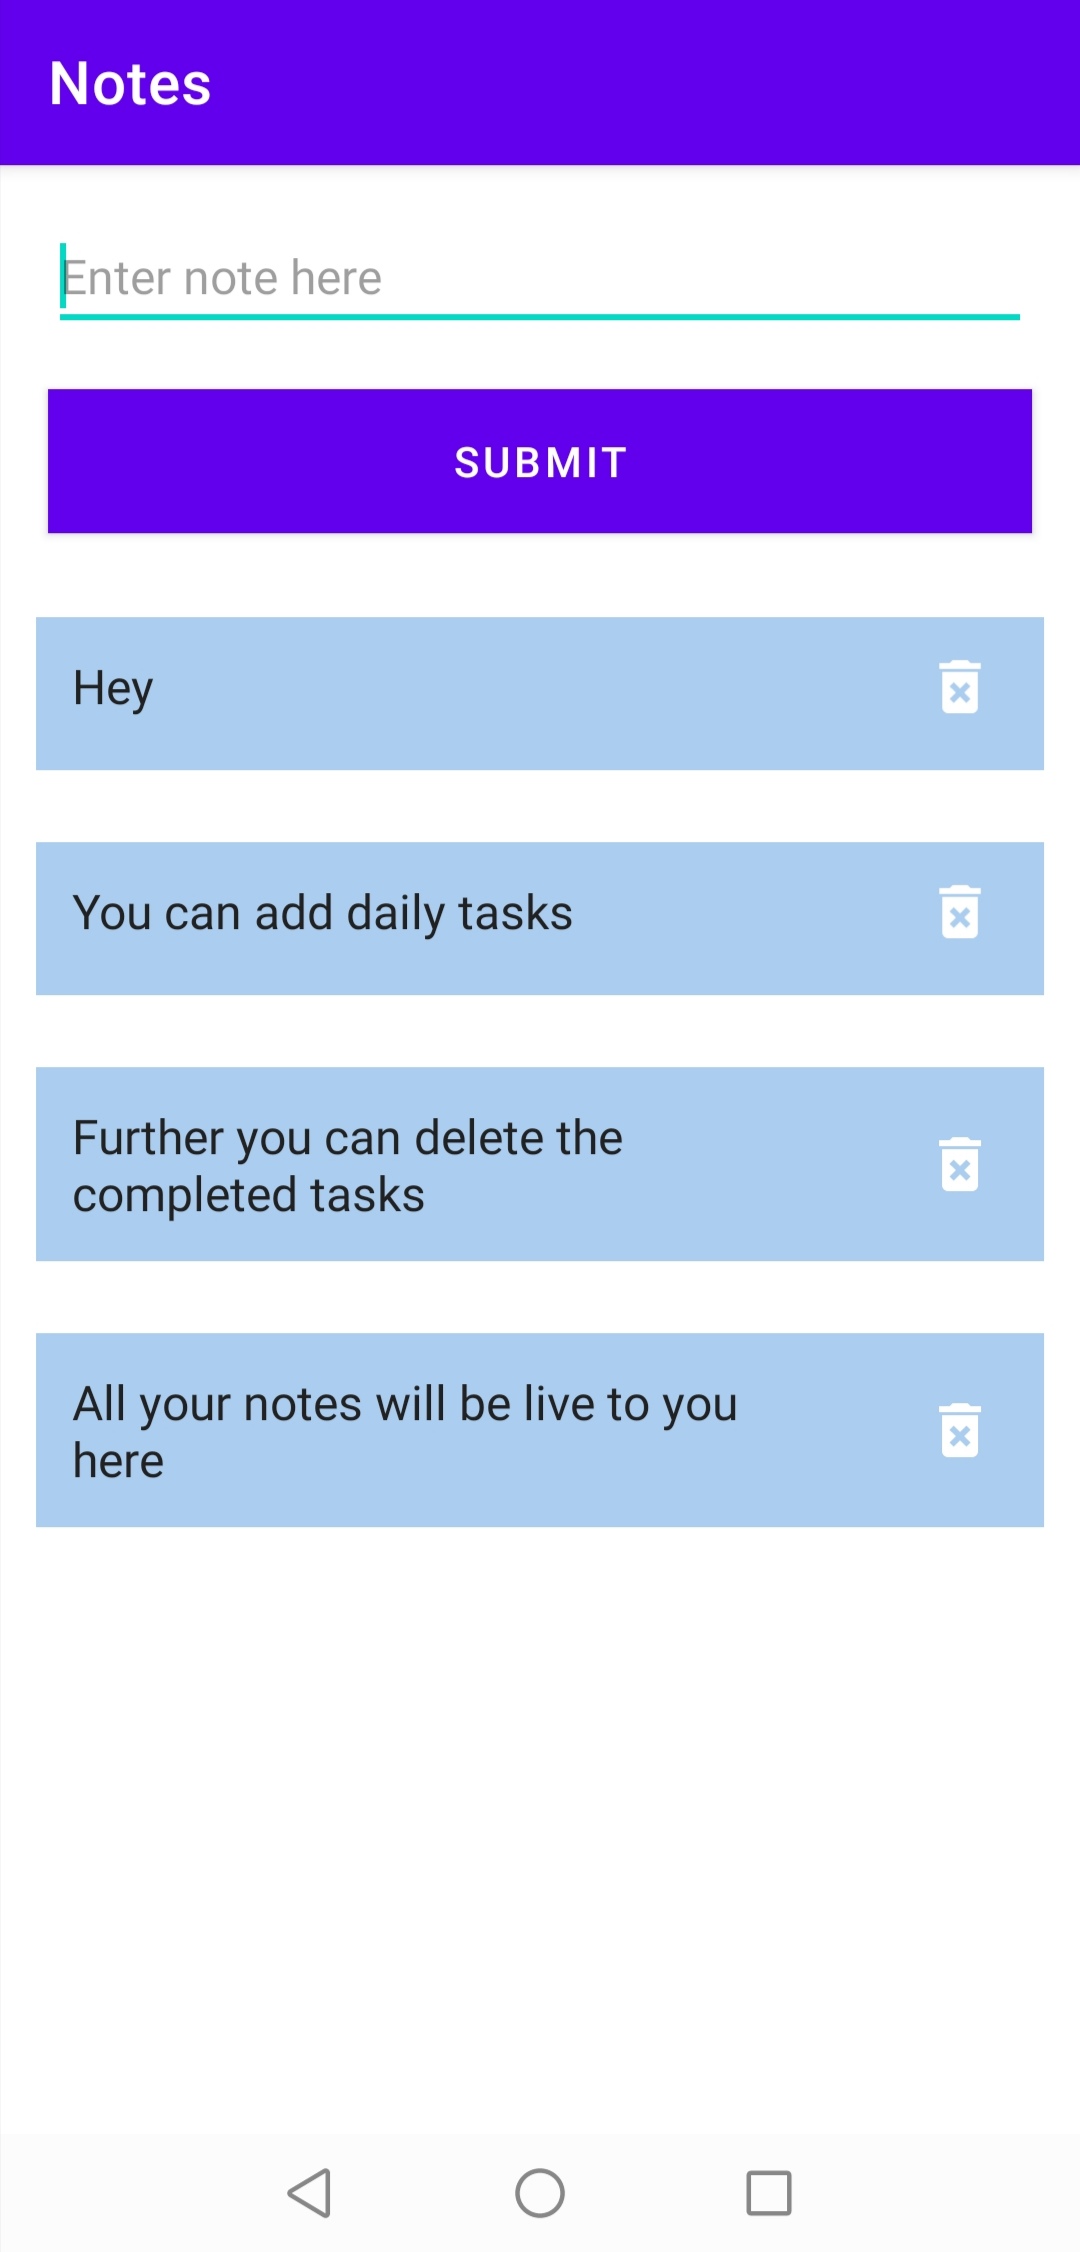 Notes
Enter note here
SUBMIT
Hey
You can add daily tasks
Further you can delete the
completed tasks
All your notes will be live to you
here